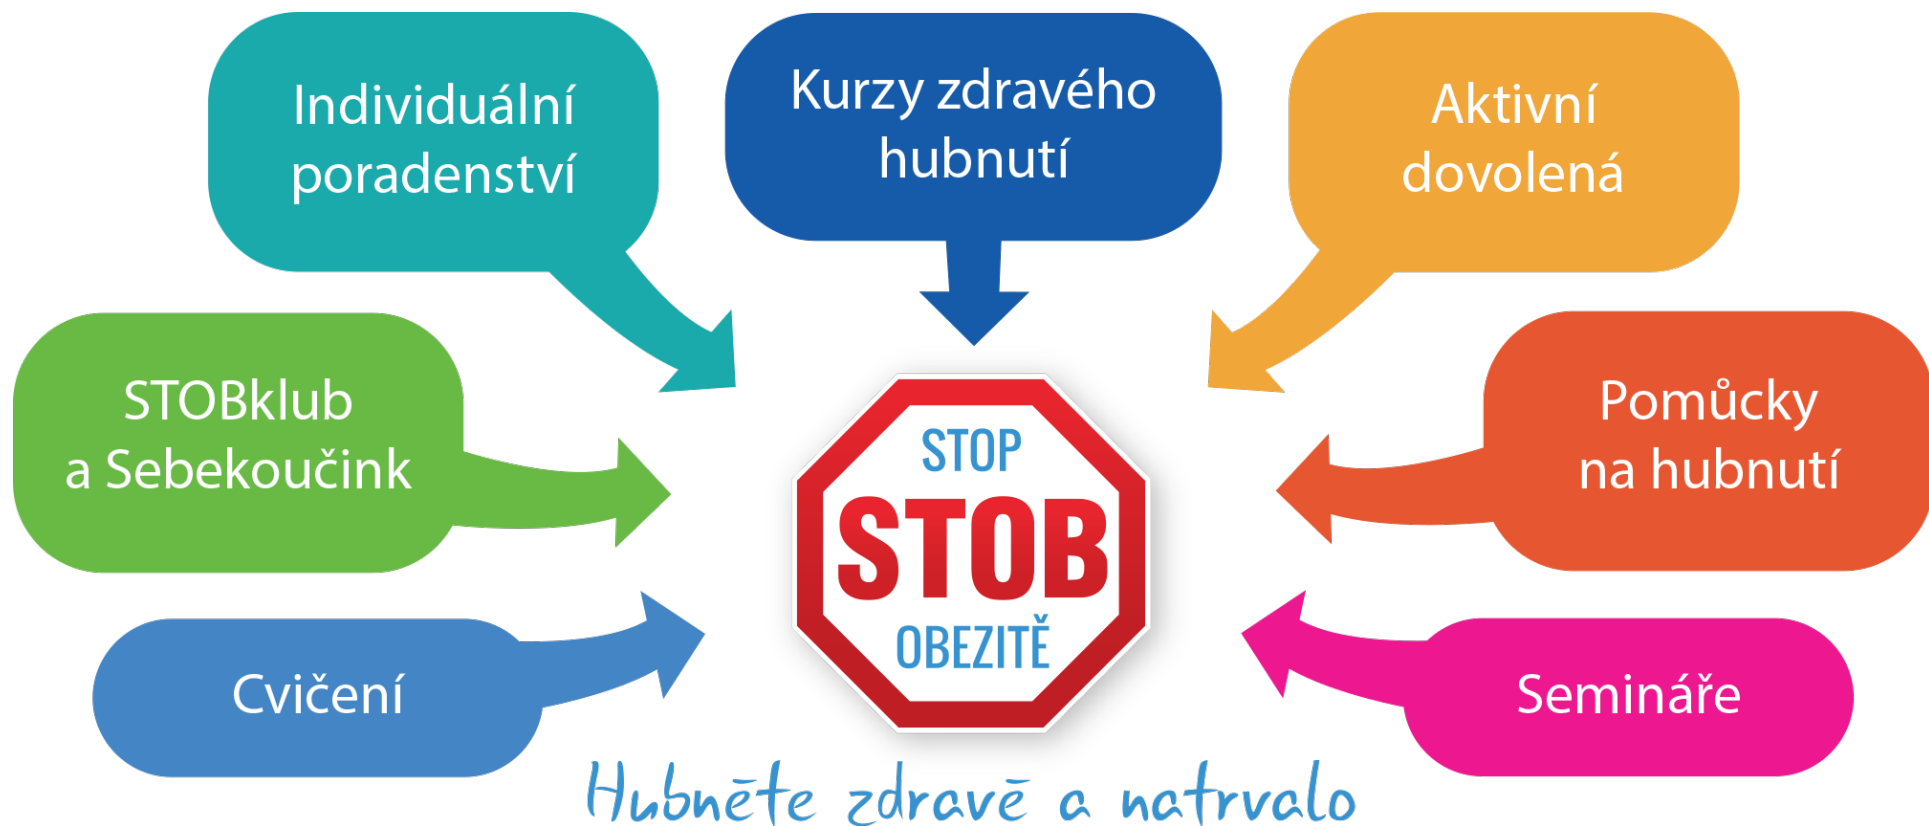 Individuální
poradenství
Kurzy zdravého
hubnutí
Aktivní
dovolená
STOBklub
a Sebekoučink
Pomůcky
na hubnutí
STOP
STOB
OBEZITĚ
Cvičení
Semináře
Hubněte zdravě a natrvalo